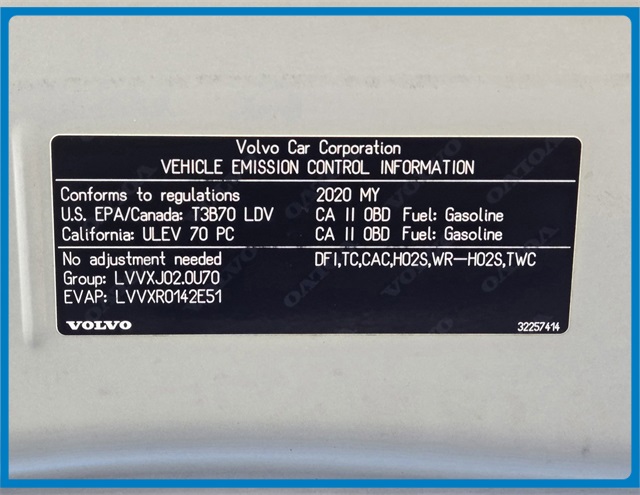 Volvo Car Corporation
VEHICLE EMISSION CONTROL INFORMATION
Conforms to regulations 2020 MY
U.S. EPA/Canada: T3B70 LDV CA II OBD Fuel: Gasoline
California: ULEV 70 PC CA II OBD Fuel: Gasoline
No adjustment needed DFI,TC,CAC,HO2S,WR-HO2S,TWC
Group: LVVXJ02.0U70
EVAP: LVVXR0142E51
VOLVO 32257414